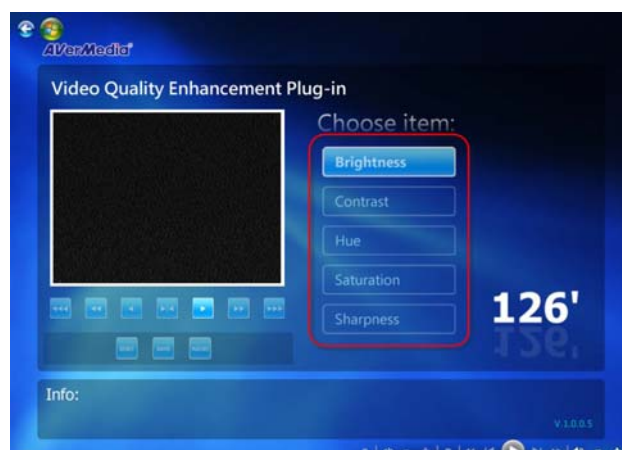 AVerMedia
Video Quality Enhancement Plug-in
Choose item:
Brightness
Contrast
Hue
Saturation
Sharpness
126'
Info:
V.1.0.0.5